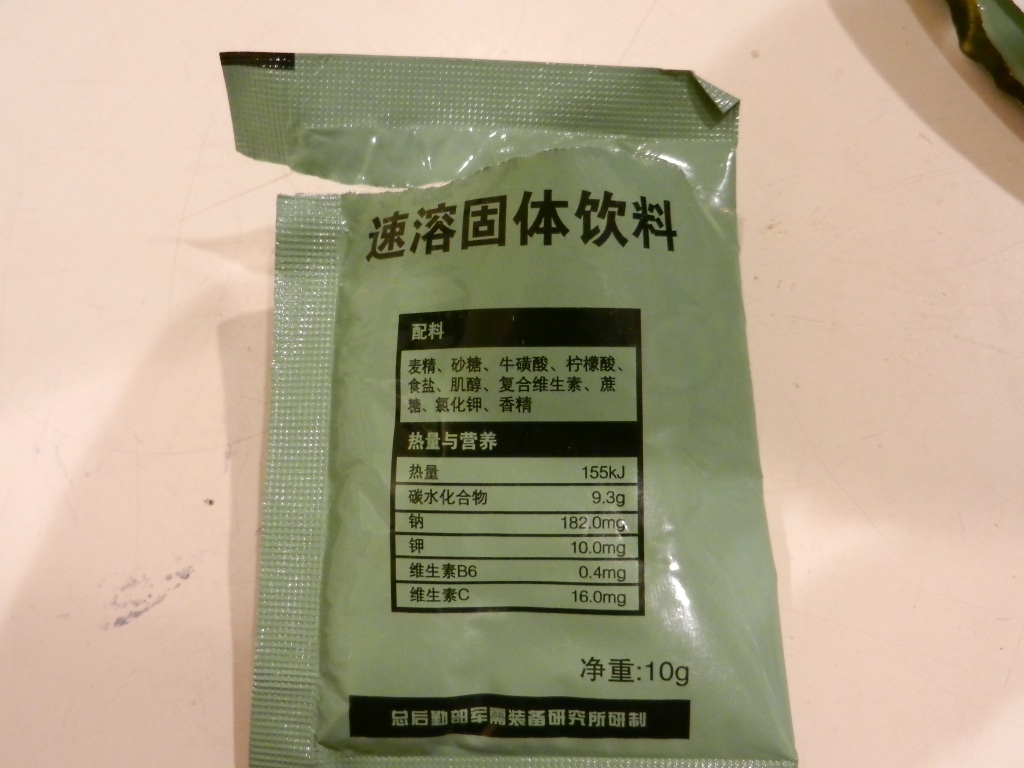 速溶固体饮料
配料
麦精、砂糖、牛磺酸、柠檬酸、
食盐、肌醇、复合维生素、蔗
糖、氯化钾、香精
热量与营养
热量 155kJ
碳水化合物 9.3g
钠 182.0mg
钾 10.0mg
维生素B6 0.4mg
维生素C 16.0mg
净重:10g
总后勤部军需装备研究所研制